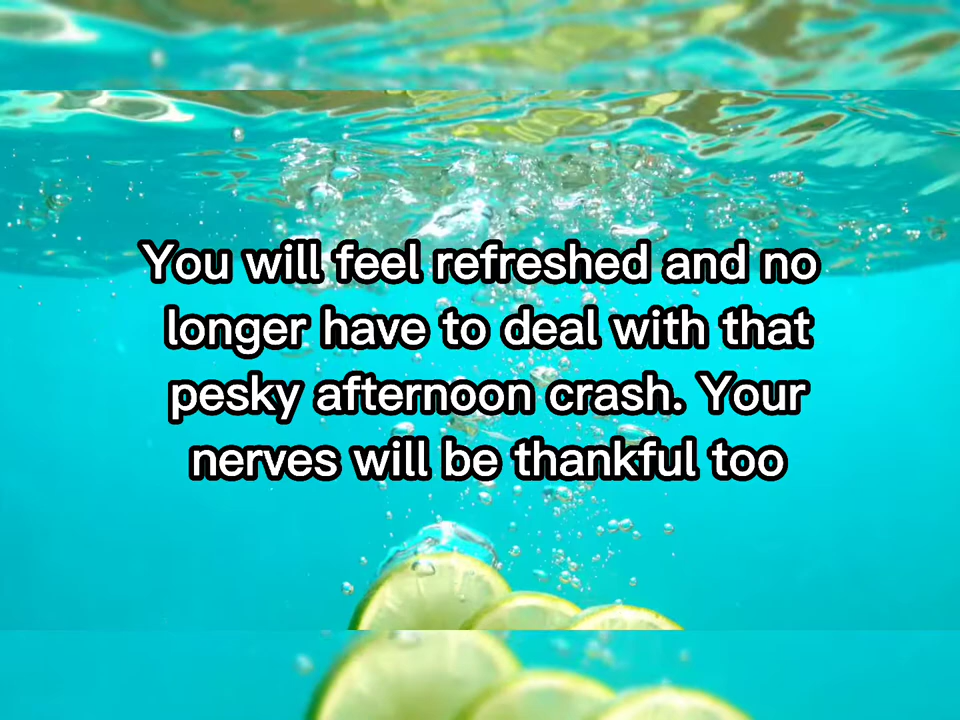 You will feel refreshed and no
longer have to deal with that
pesky afternoon crash. Your
nerves will be thankful too